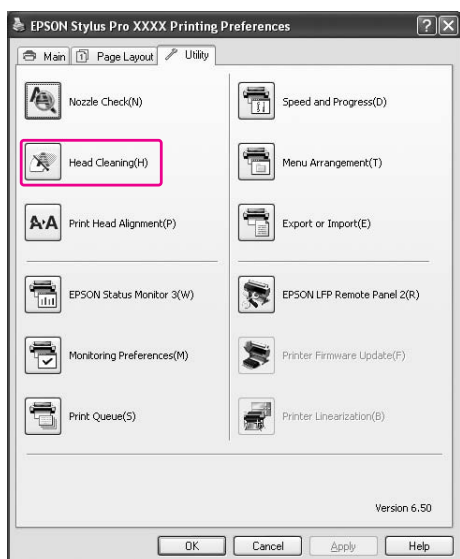 EPSON Stylus Pro XXXX Printing Preferences
Main Page Layout Utility
Nozzle Check(N)
Speed and Progress(D)
Head Cleaning(H)
Menu Arrangement(T)
A·A Print Head Alignment(P)
Export or Import(E)
EPSON Status Monitor 3(W)
EPSON LFP Remote Panel 2(R)
Monitoring Preferences(M)
Printer Firmware Update(F)
Print Queue(S)
Printer Linearization(B)
Version 6.50
OK Cancel Apply Help